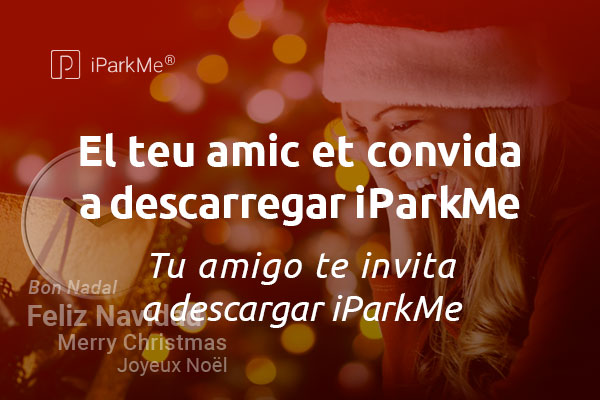 iParkMe®
El teu amic et convida
a descarregar iParkMe
Tu amigo te invita
a descargar iParkMe
Bon Nadal
Feliz Navidad
Merry Christmas
Joyeux Noël